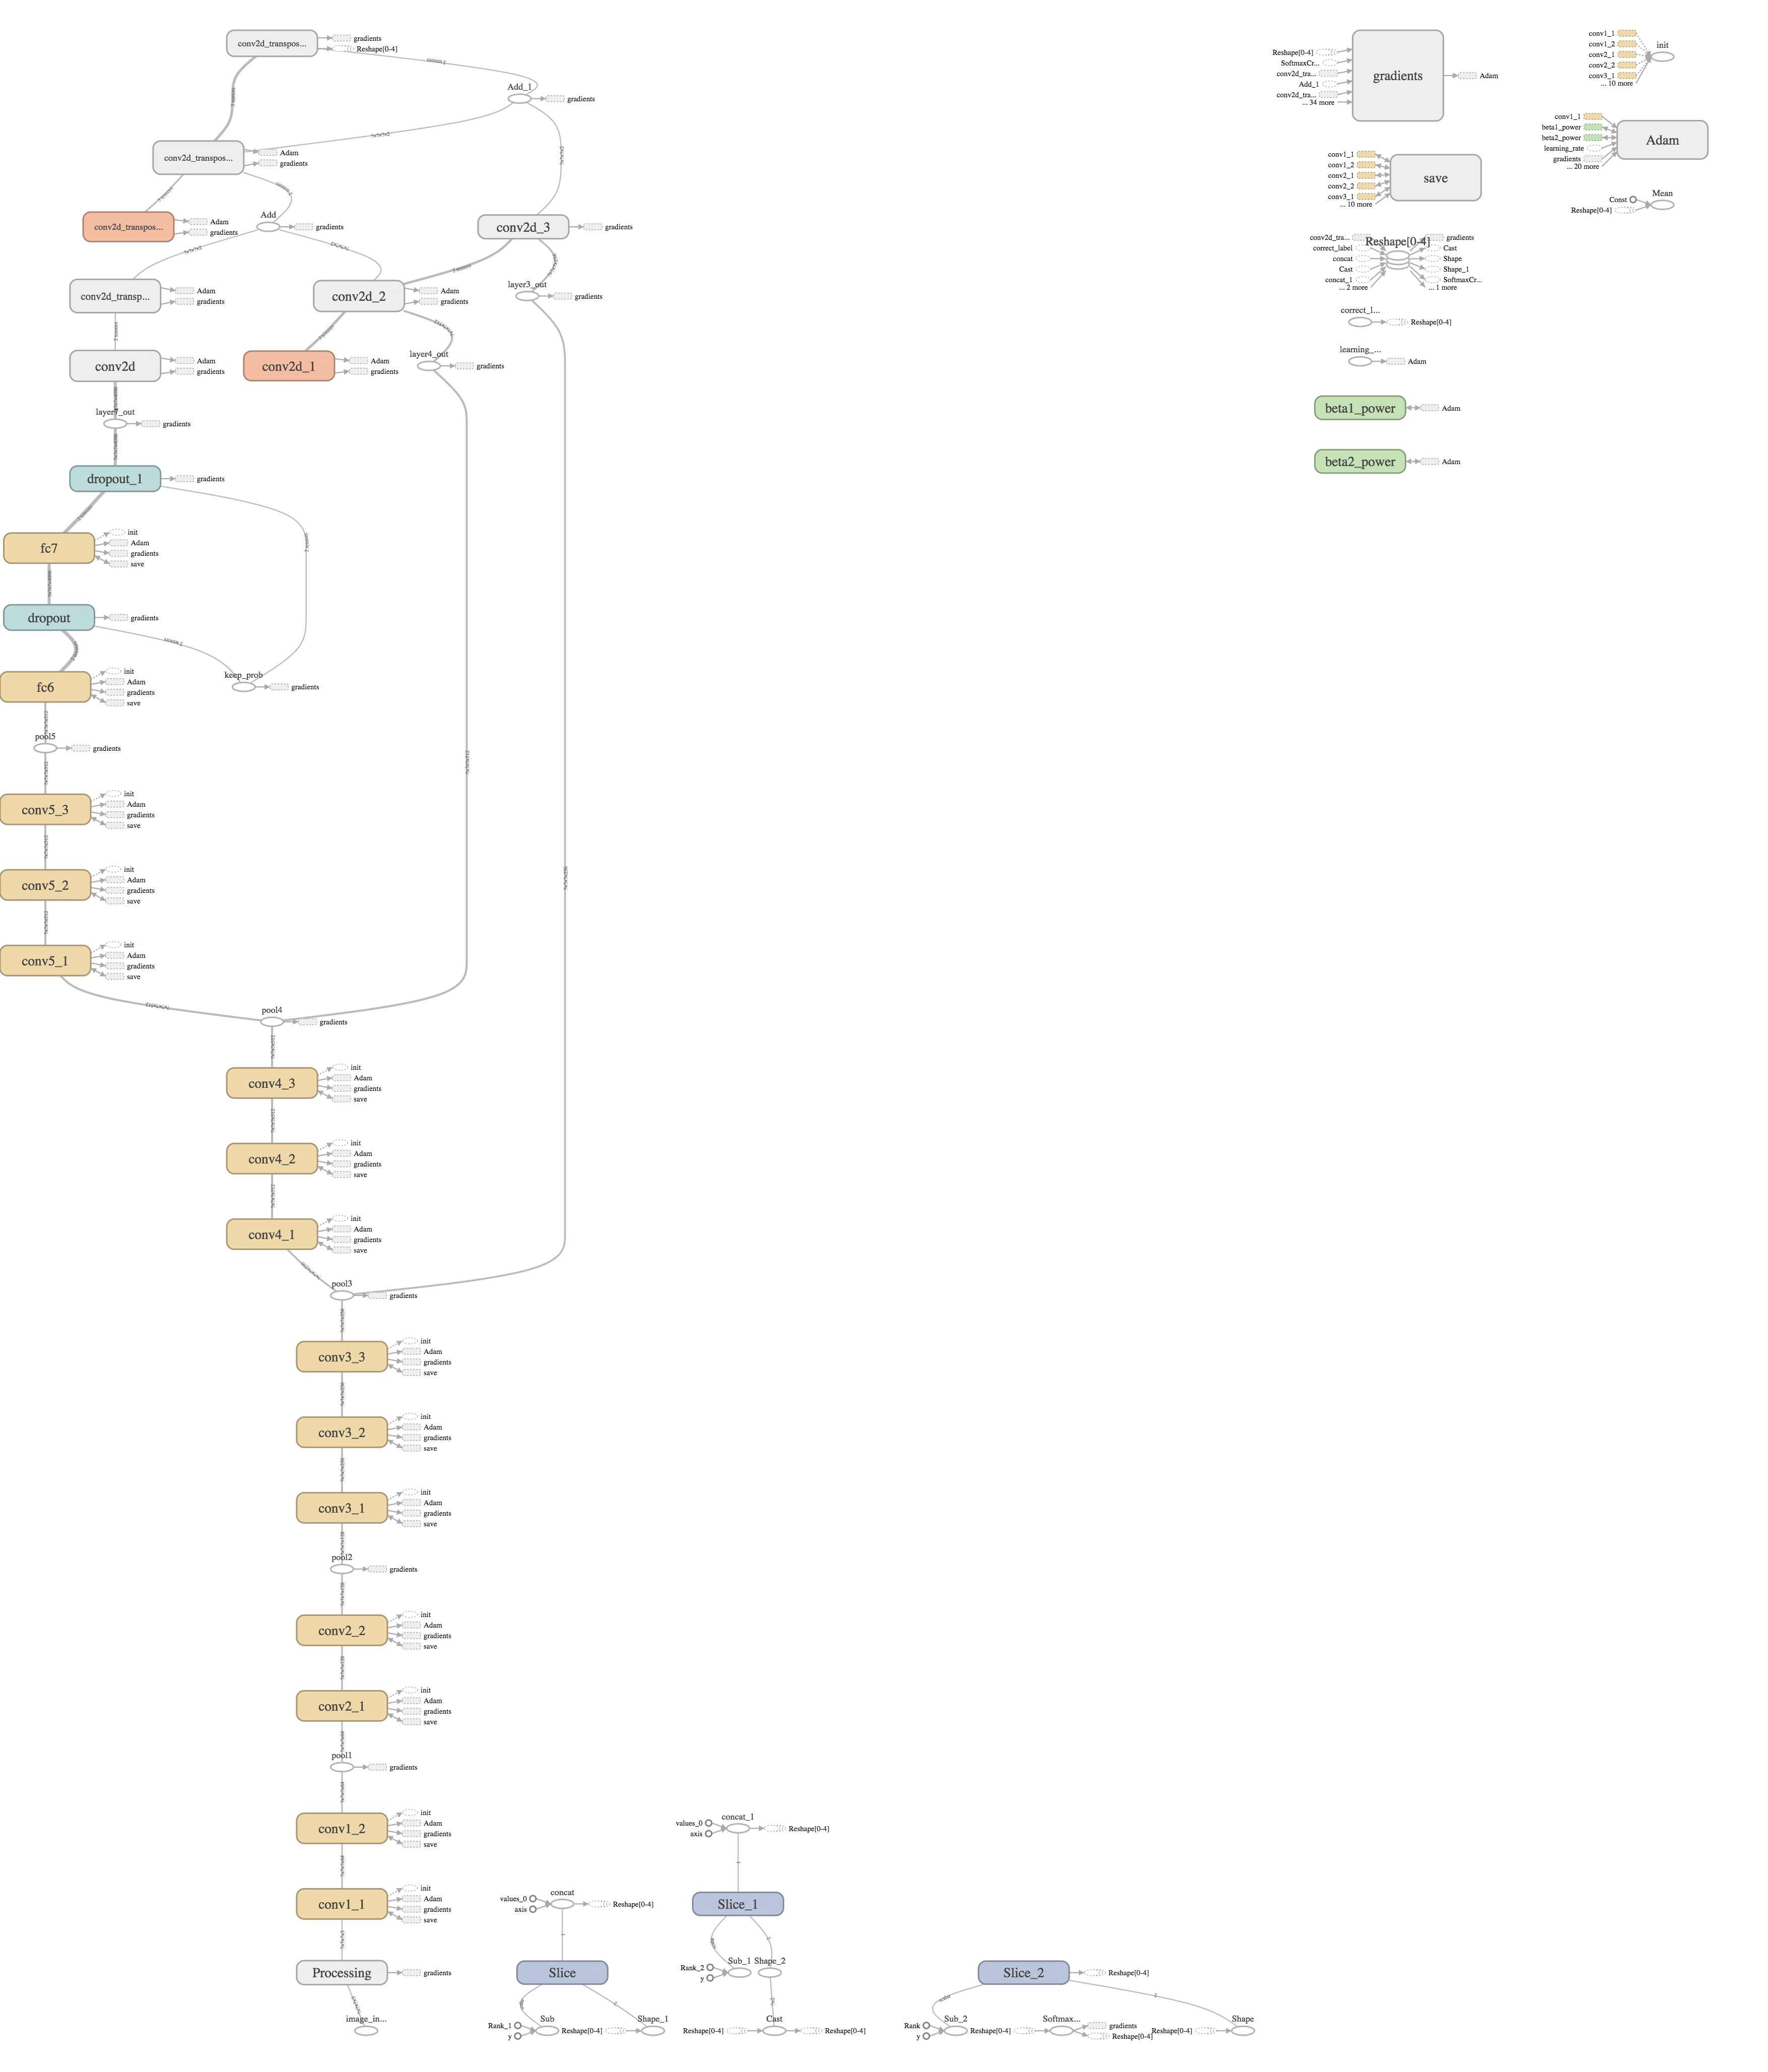 conv2d_transpos...
gradients
Reshape[0-4]
Add_1
gradients
conv2d_transpos...
Adam
gradients
conv2d_transpos...
Adam
gradients
Add
gradients
conv2d_3
gradients
conv2d_transp...
Adam
gradients
conv2d_2
Adam
gradients
layer3_out
gradients
conv2d
Adam
gradients
conv2d_1
Adam
gradients
layer4_out
gradients
layer7_out
gradients
dropout_1
gradients
fc7
init
Adam
gradients
save
dropout
gradients
fc6
init
Adam
gradients
save
keep_prob
gradients
pool5
gradients
conv5_3
init
Adam
gradients
save
conv5_2
init
Adam
gradients
save
conv5_1
init
Adam
gradients
save
pool4
gradients
conv4_3
init
Adam
gradients
save
conv4_2
init
Adam
gradients
save
conv4_1
init
Adam
gradients
save
pool3
gradients
conv3_3
init
Adam
gradients
save
conv3_2
init
Adam
gradients
save
conv3_1
init
Adam
gradients
save
pool2
gradients
conv2_2
init
Adam
gradients
save
conv2_1
init
Adam
gradients
save
pool1
gradients
conv1_2
init
Adam
gradients
save
conv1_1
init
Adam
gradients
save
Processing
gradients
image_in...
concat
values_0
axis
Reshape[0-4]
Slice
Rank_1
y
Sub
Reshape[0-4]
Shape_1
concat_1
values_0
axis
Reshape[0-4]
Slice_1
Rank_2
y
Sub_1
Shape_2
Reshape[0-4]
Cast
Reshape[0-4]
Slice_2
Reshape[0-4]
Rank
y
Sub_2
Reshape[0-4]
Softmax...
gradients
Reshape[0-4]
Reshape[0-4]
Shape
Reshape[0-4]
SoftmaxCr...
conv2d_tra...
Add_1
conv2d_tra...
... 34 more
gradients
Adam
conv1_1
conv1_2
conv2_1
conv2_2
conv3_1
... 10 more
save
conv2d_tra...
correct_label
concat
Cast
concat_1
... 2 more
Reshape[0-4]
gradients
Cast
Shape
Shape_1
SoftmaxCr...
... 1 more
correct_l...
Reshape[0-4]
learning_...
Adam
beta1_power
Adam
beta2_power
Adam
conv1_1
conv1_2
conv2_1
conv2_2
conv3_1
... 10 more
init
conv1_1
beta1_power
beta2_power
learning_rate
gradients
... 20 more
Adam
Const
Reshape[0-4]
Mean